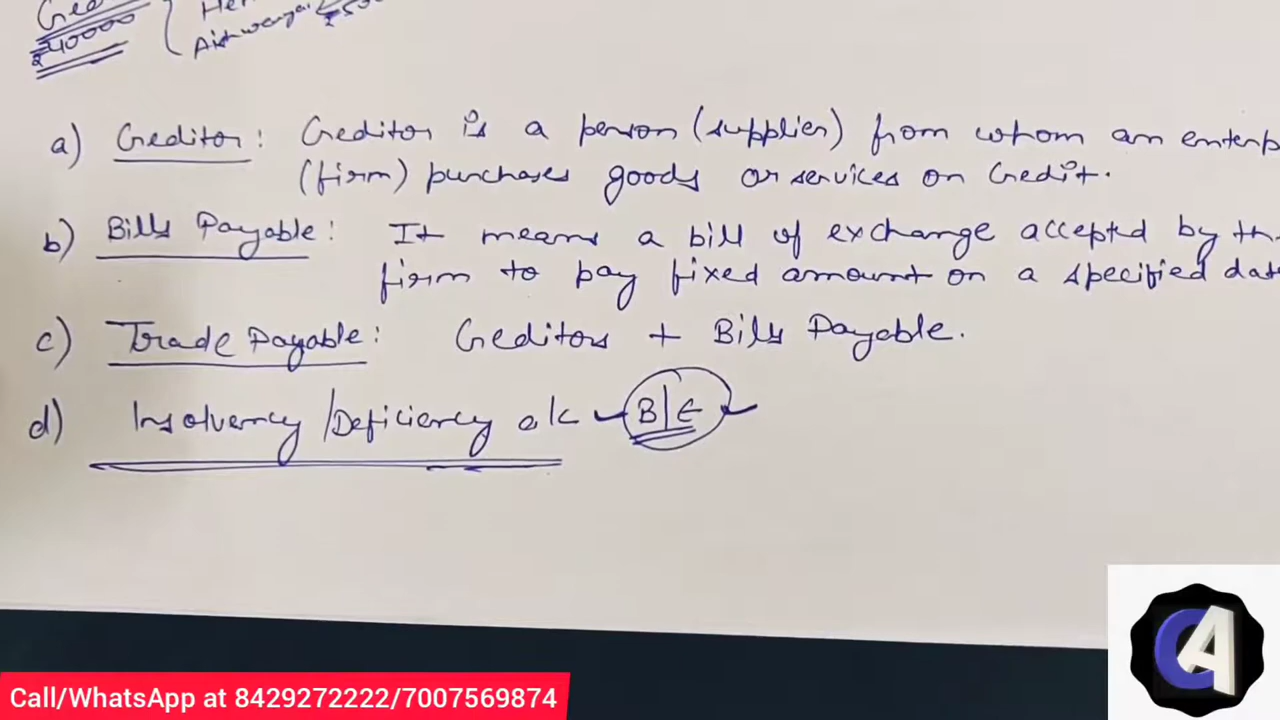 ₹40000
a) Creditor : Creditor is a person (supplier) from whom an enterp
(firm) purchases goods or services on Credit.
b) Bills Payable : It means a bill of exchange accepted by th
firm to pay fixed amount on a specified dat
c) Trade Payable : Creditors + Bills Payable.
d) Insolvency / Deficiency a/c B/E
CA
Call/WhatsApp at 8429272222/7007569874